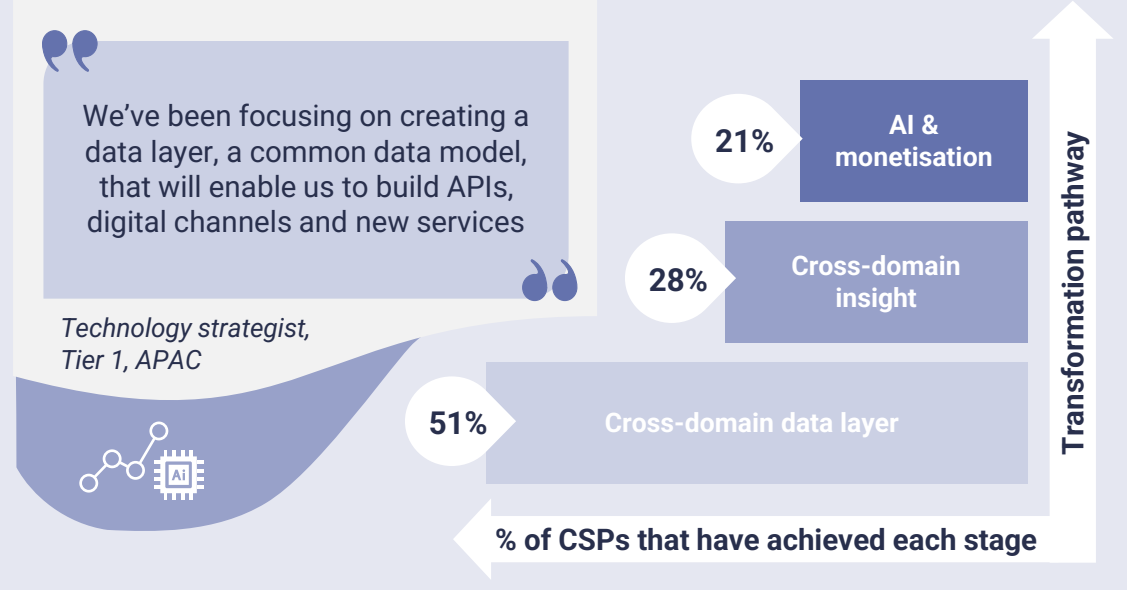 We've been focusing on creating a
data layer, a common data model,
that will enable us to build APIs,
digital channels and new services
Technology strategist,
Tier 1, APAC
Ai
21%
AI &
monetisation
28%
Cross-domain
insight
51%
Cross-domain data layer
% of CSPs that have achieved each stage
Transformation pathway